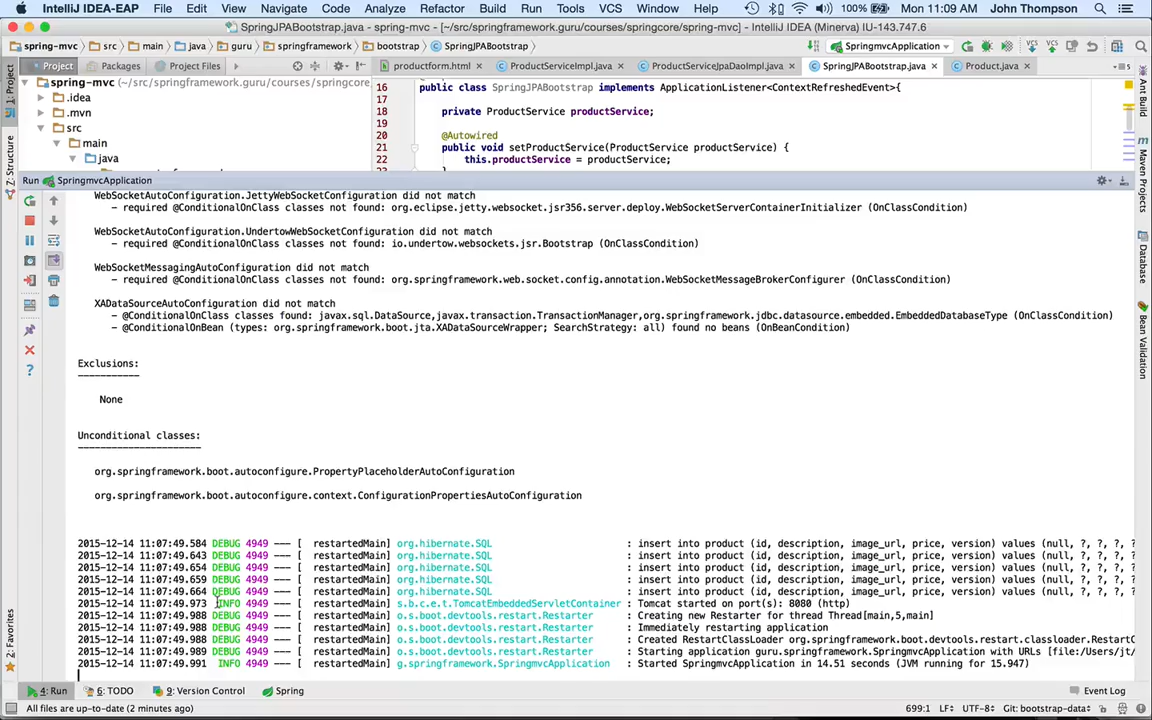 IntelliJ IDEA-EAP File Edit View Navigate Code Analyze Refactor Build Run Tools VCS Window Help 100% Mon 11:09 AM John Thompson
SpringJPABootstrap.java - spring-mvc - [~/src/springframework.guru/courses/springcore/spring-mvc] - IntelliJ IDEA (Minerva) IU-143.747.6
spring-mvc src main java guru springframework bootstrap SpringJPABootstrap SpringmvcApplication
Project Packages Project Files productform.html ProductServiceImpl.java ProductServiceJpaDaoImpl.java SpringJPABootstrap.java Product.java
spring-mvc (~/src/springframework.guru/courses/springcore
.idea
.mvn
src
main
java
16 public class SpringJPABootstrap implements ApplicationListener<ContextRefreshedEvent>{
17
18 private ProductService productService;
19
20 @Autowired
21 public void setProductService(ProductService productService) {
22 this.productService = productService;
1: Project
Z: Structure
2: Favorites
Ant Build
Maven Projects
Database
Bean Validation
Run SpringmvcApplication
WebSocketAutoConfiguration.JettyWebSocketConfiguration did not match
- required @ConditionalOnClass classes not found: org.eclipse.jetty.websocket.jsr356.server.deploy.WebSocketServerContainerInitializer (OnClassCondition)
WebSocketAutoConfiguration.UndertowWebSocketConfiguration did not match
- required @ConditionalOnClass classes not found: io.undertow.websockets.jsr.Bootstrap (OnClassCondition)
WebSocketMessagingAutoConfiguration did not match
- required @ConditionalOnClass classes not found: org.springframework.web.socket.config.annotation.WebSocketMessageBrokerConfigurer (OnClassCondition)
XADataSourceAutoConfiguration did not match
- @ConditionalOnClass classes found: javax.sql.DataSource,javax.transaction.TransactionManager,org.springframework.jdbc.datasource.embedded.EmbeddedDatabaseType (OnClassCondition)
- @ConditionalOnBean (types: org.springframework.boot.jta.XADataSourceWrapper; SearchStrategy: all) found no beans (OnBeanCondition)
Exclusions:
-----------
None
Unconditional classes:
----------------------
org.springframework.boot.autoconfigure.PropertyPlaceholderAutoConfiguration
org.springframework.boot.autoconfigure.context.ConfigurationPropertiesAutoConfiguration
2015-12-14 11:07:49.584 DEBUG 4949 --- [ restartedMain] org.hibernate.SQL : insert into product (id, description, image_url, price, version) values (null, ?, ?, ?, ?
2015-12-14 11:07:49.643 DEBUG 4949 --- [ restartedMain] org.hibernate.SQL : insert into product (id, description, image_url, price, version) values (null, ?, ?, ?, ?
2015-12-14 11:07:49.654 DEBUG 4949 --- [ restartedMain] org.hibernate.SQL : insert into product (id, description, image_url, price, version) values (null, ?, ?, ?, ?
2015-12-14 11:07:49.659 DEBUG 4949 --- [ restartedMain] org.hibernate.SQL : insert into product (id, description, image_url, price, version) values (null, ?, ?, ?, ?
2015-12-14 11:07:49.664 DEBUG 4949 --- [ restartedMain] org.hibernate.SQL : insert into product (id, description, image_url, price, version) values (null, ?, ?, ?, ?
2015-12-14 11:07:49.973 INFO 4949 --- [ restartedMain] s.b.c.e.t.TomcatEmbeddedServletContainer : Tomcat started on port(s): 8080 (http)
2015-12-14 11:07:49.988 DEBUG 4949 --- [ restartedMain] o.s.boot.devtools.restart.Restarter : Creating new Restarter for thread Thread[main,5,main]
2015-12-14 11:07:49.988 DEBUG 4949 --- [ restartedMain] o.s.boot.devtools.restart.Restarter : Immediately restarting application
2015-12-14 11:07:49.988 DEBUG 4949 --- [ restartedMain] o.s.boot.devtools.restart.Restarter : Created RestartClassLoader org.springframework.boot.devtools.restart.classloader.RestartC
2015-12-14 11:07:49.989 DEBUG 4949 --- [ restartedMain] o.s.boot.devtools.restart.Restarter : Starting application guru.springframework.SpringmvcApplication with URLs [file:/Users/jt/
2015-12-14 11:07:49.991 INFO 4949 --- [ restartedMain] g.springframework.SpringmvcApplication : Started SpringmvcApplication in 14.51 seconds (JVM running for 15.947)
4: Run 6: TODO 9: Version Control Spring Event Log
All files are up-to-date (2 minutes ago) 699:1 LF÷ UTF-8÷ Git: bootstrap-data÷